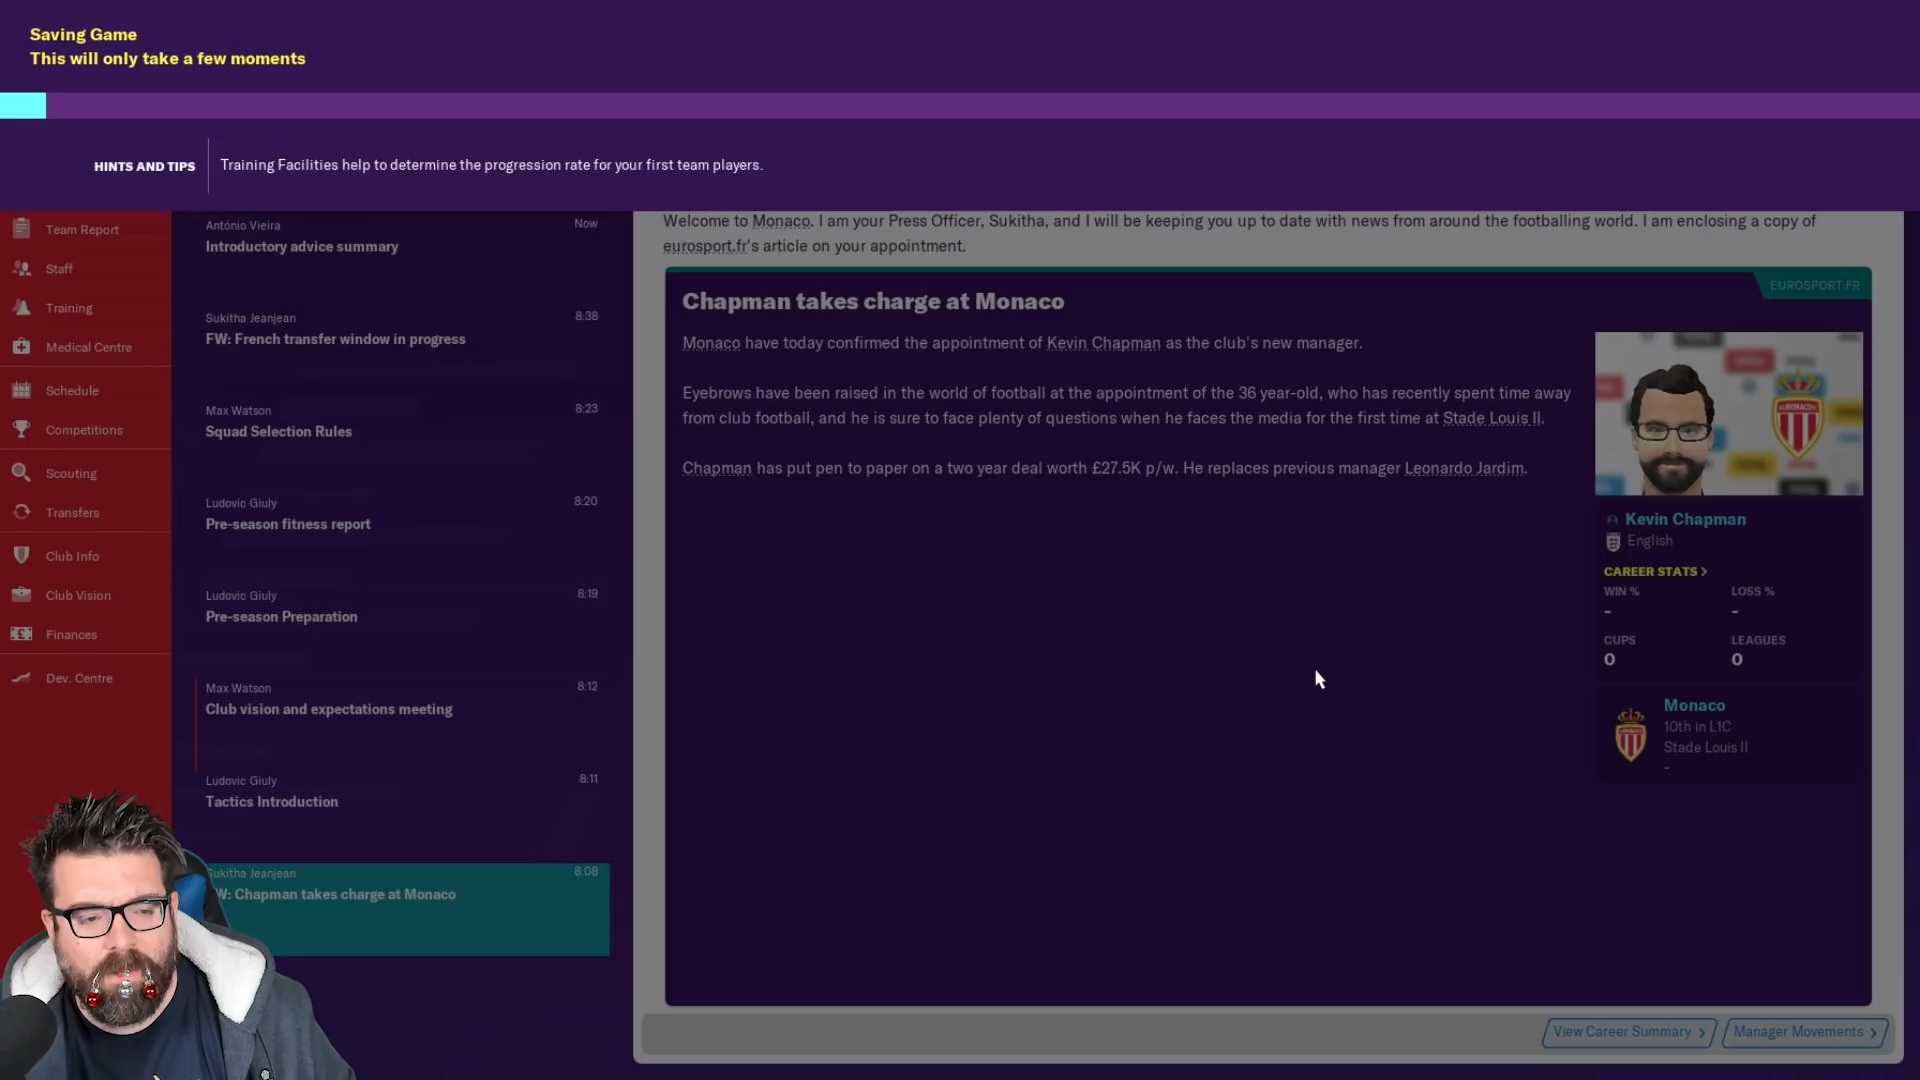 Saving Game
This will only take a few moments
HINTS AND TIPS
Training Facilities help to determine the progression rate for your first team players.
Team Report
Staff
Training
Medical Centre
Schedule
Competitions
Scouting
Transfers
Club Info
Club Vision
Finances
Dev. Centre
António Vieira Now
Introductory advice summary
Sukitha Jeanjean 8:38
FW: French transfer window in progress
Max Watson 8:23
Squad Selection Rules
Ludovic Giuly 8:20
Pre-season fitness report
Ludovic Giuly 8:19
Pre-season Preparation
Max Watson 8:12
Club vision and expectations meeting
Ludovic Giuly 8:11
Tactics Introduction
Sukitha Jeanjean 8:08
W: Chapman takes charge at Monaco
Welcome to Monaco. I am your Press Officer, Sukitha, and I will be keeping you up to date with news from around the footballing world. I am enclosing a copy of
eurosport.fr's article on your appointment.
EUROSPORT.FR
Chapman takes charge at Monaco
Monaco have today confirmed the appointment of Kevin Chapman as the club's new manager.
Eyebrows have been raised in the world of football at the appointment of the 36 year-old, who has recently spent time away
from club football, and he is sure to face plenty of questions when he faces the media for the first time at Stade Louis II.
Chapman has put pen to paper on a two year deal worth £27.5K p/w. He replaces previous manager Leonardo Jardim.
Kevin Chapman
English
CAREER STATS >
WIN % LOSS %
- -
CUPS LEAGUES
0 0
Monaco
10th in L1C
Stade Louis II
-
View Career Summary >
Manager Movements >